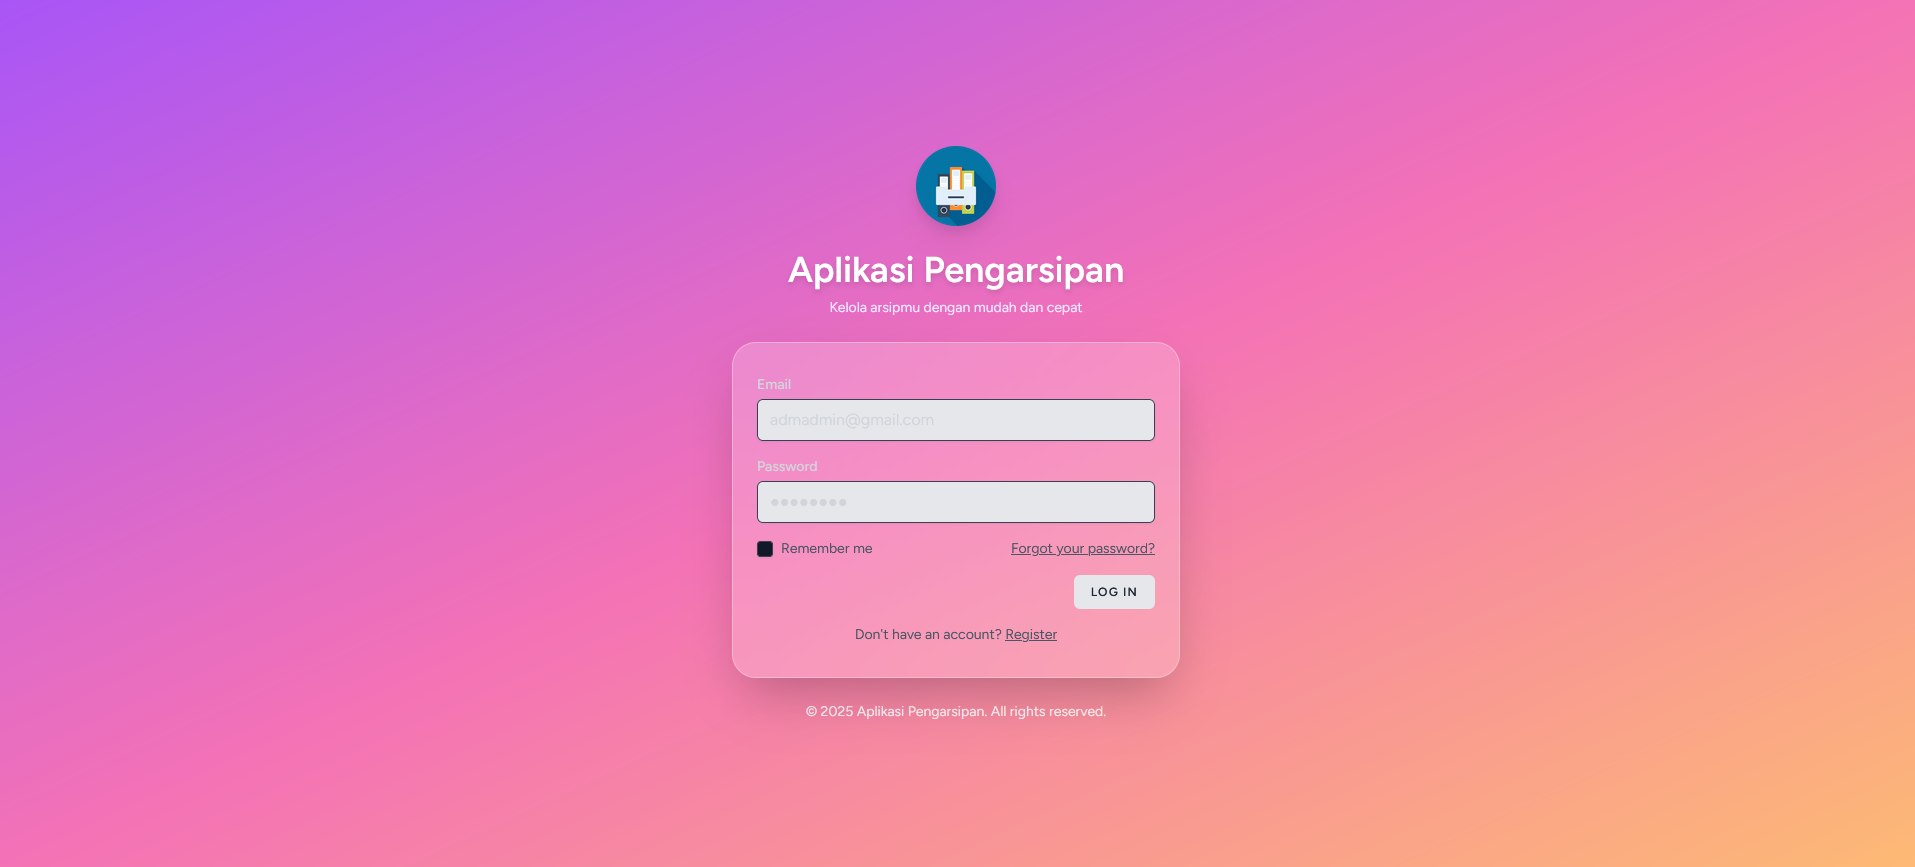 Aplikasi Pengarsipan
Kelola arsipmu dengan mudah dan cepat
Email
admadmin@gmail.com
Password
Remember me
Forgot your password?
LOG IN
Don't have an account? Register
© 2025 Aplikasi Pengarsipan. All rights reserved.